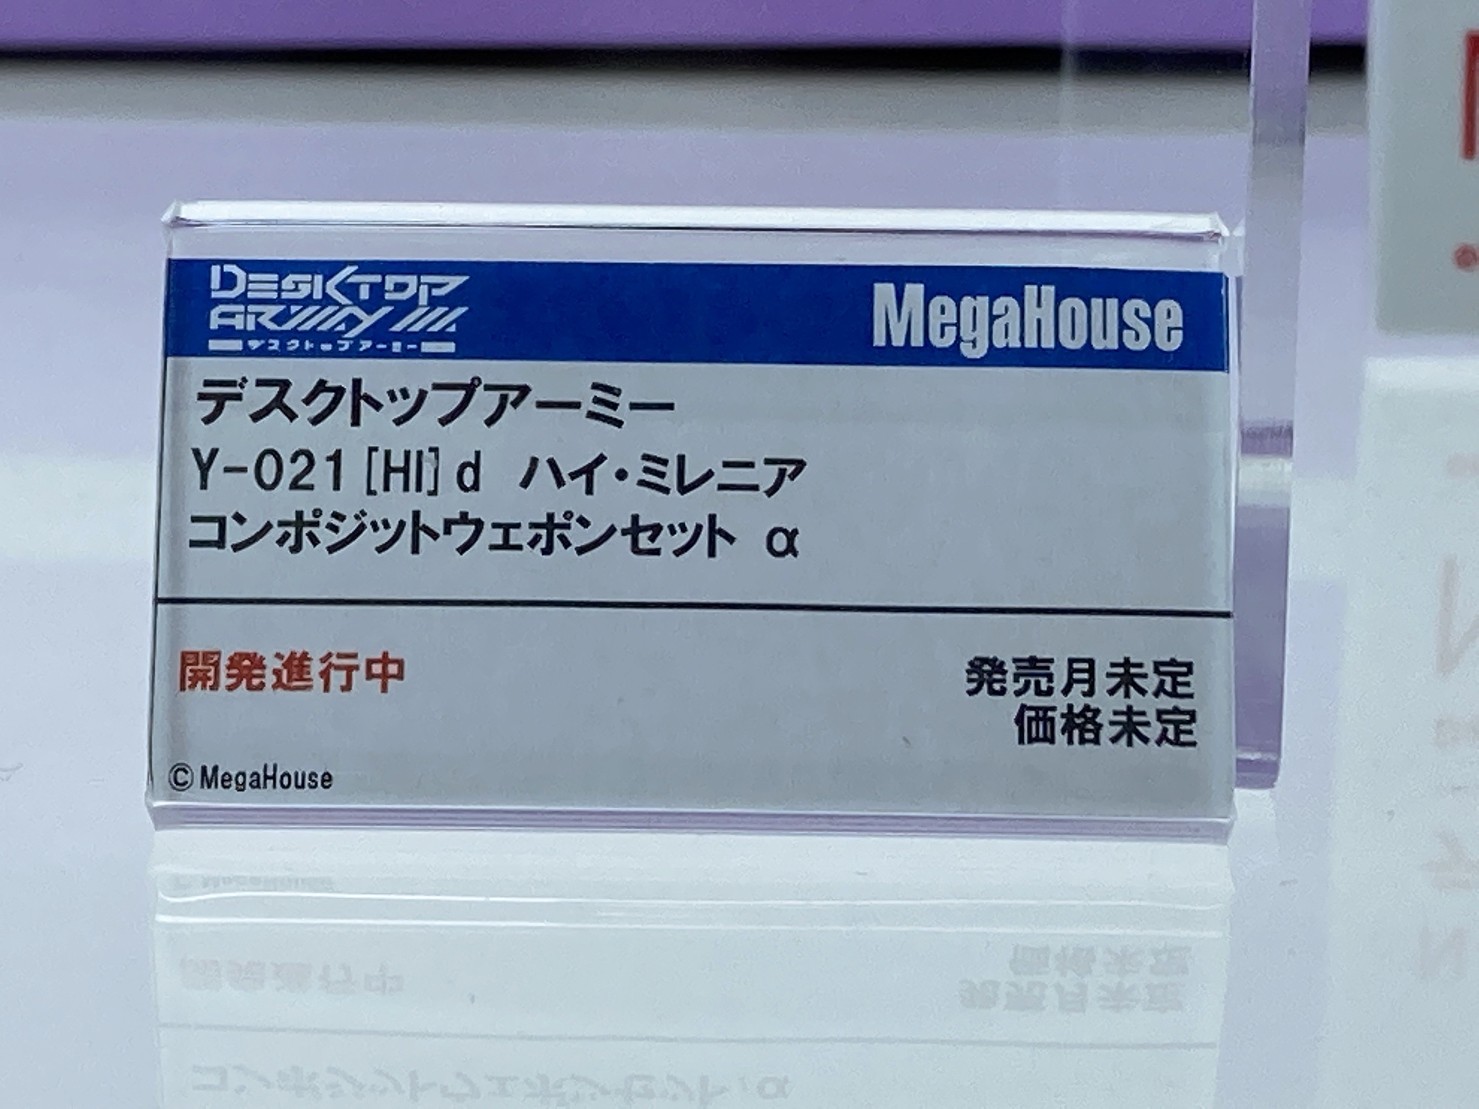 DESKTOP
ARMY
デスクトップアーミー
MegaHouse
デスクトップアーミー
Y-021[HI]d ハイ・ミレニア
コンポジットウェポンセット α
開発進行中
発売月未定
価格未定
©MegaHouse